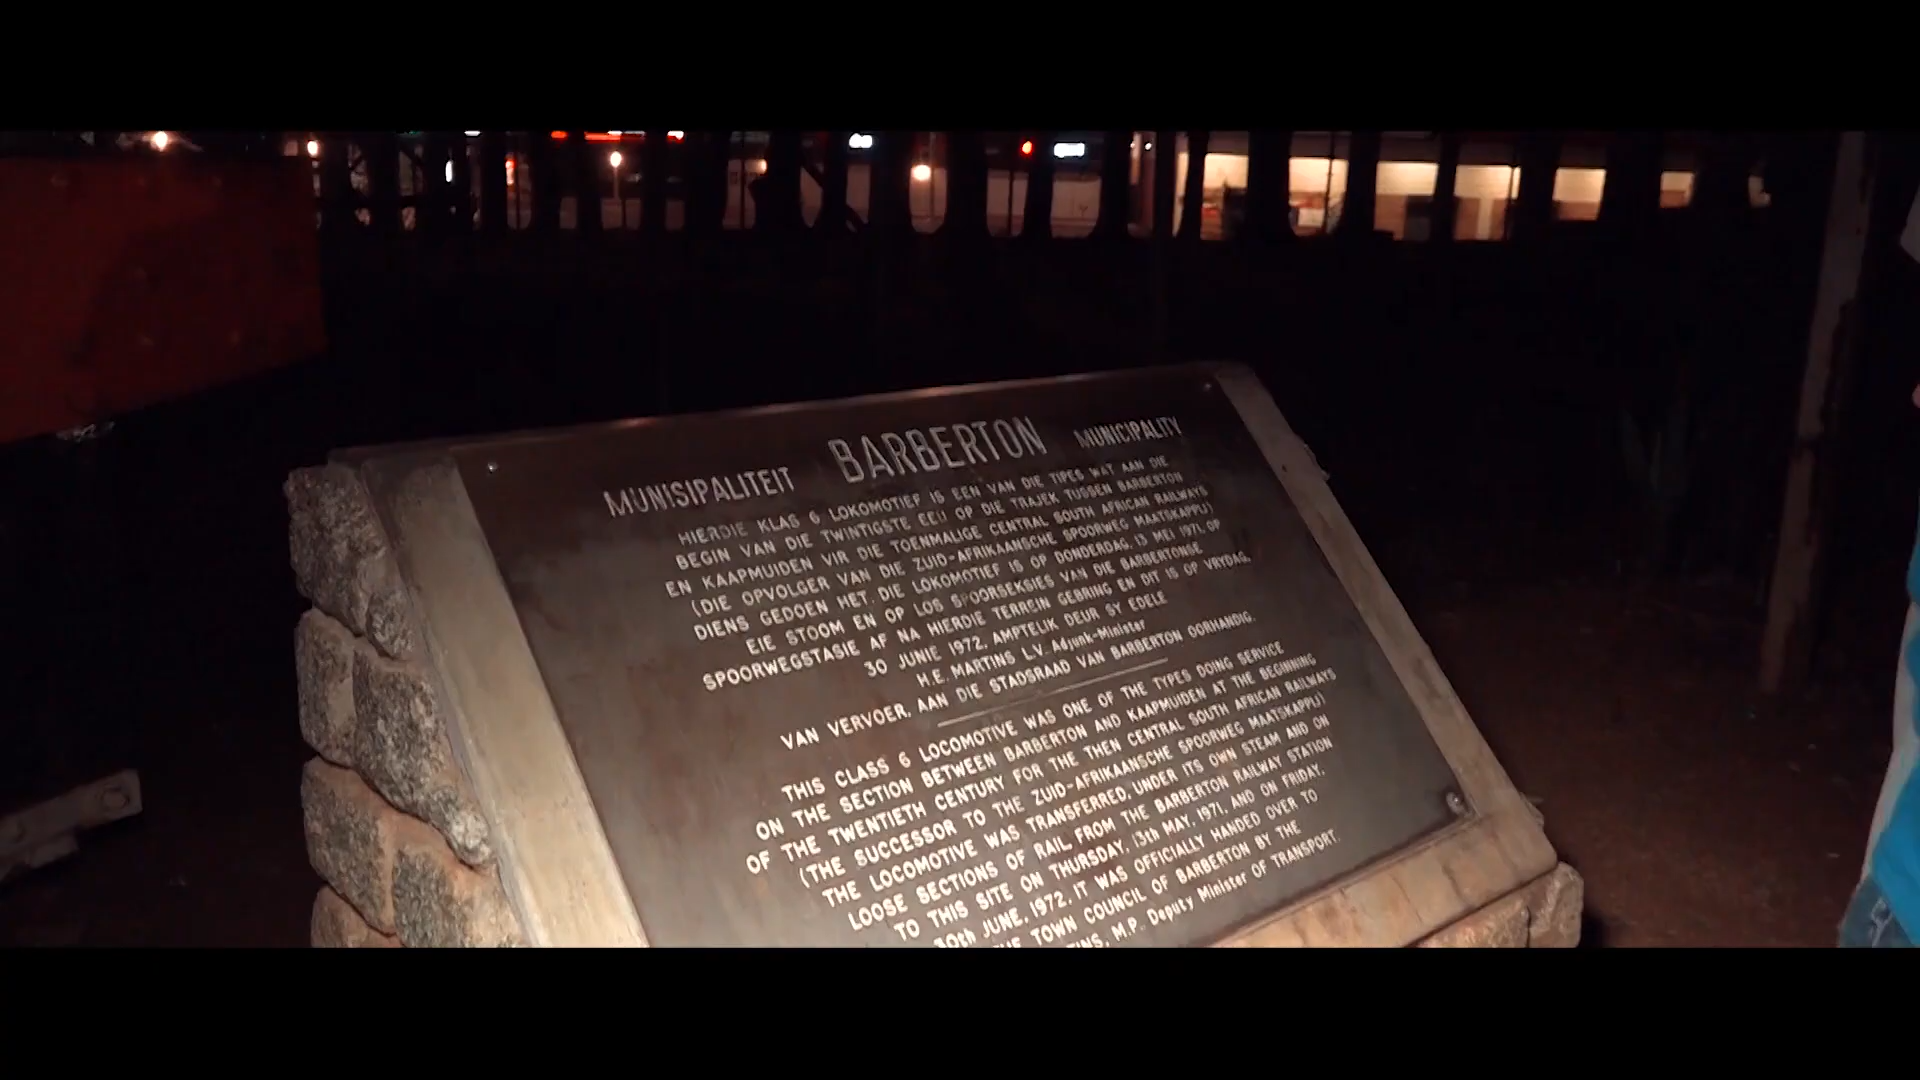 MUNISIPALITEIT BARBERTON MUNICIPALITY
HIERDIE KLAS 6 LOKOMOTIEF IS EEN VAN DIE TIPES WAT AAN DIE
BEGIN VAN DIE TWINTIGSTE EEU OP DIE TRAJEK TUSSEN BARBERTON
EN KAAPMUIDEN VIR DIE TOENMALIGE CENTRAL SOUTH AFRICAN RAILWAYS
(DIE OPVOLGER VAN DIE ZUID-AFRIKAANSCHE SPOORWEG MAATSKAPPIJ)
DIENS GEDOEN HET. DIE LOKOMOTIEF IS OP DONDERDAG, 13 MEI 1971, OP
EIE STOOM EN OP LOS SPOORSEKSIES VAN DIE BARBERTONSE
SPOORWEGSTASIE AF NA HIERDIE TERREIN GEBRING EN DIT IS OP VRYDAG,
30 JUNIE 1972, AMPTELIK DEUR SY EDELE
H.E. MARTINS L.V. Adjunk-Minister
VAN VERVOER, AAN DIE STADSRAAD VAN BARBERTON OORHANDIG.
THIS CLASS 6 LOCOMOTIVE WAS ONE OF THE TYPES DOING SERVICE
ON THE SECTION BETWEEN BARBERTON AND KAAPMUIDEN AT THE BEGINNING
OF THE TWENTIETH CENTURY FOR THE THEN CENTRAL SOUTH AFRICAN RAILWAYS
(THE SUCCESSOR TO THE ZUID-AFRIKAANSCHE SPOORWEG MAATSKAPPIJ)
THE LOCOMOTIVE WAS TRANSFERRED, UNDER ITS OWN STEAM AND ON
LOOSE SECTIONS OF RAIL FROM THE BARBERTON RAILWAY STATION
TO THIS SITE ON THURSDAY, 13th MAY, 1971, AND ON FRIDAY,
30th JUNE, 1972, IT WAS OFFICIALLY HANDED OVER TO
THE TOWN COUNCIL OF BARBERTON BY THE
M.P. Deputy Minister OF TRANSPORT.